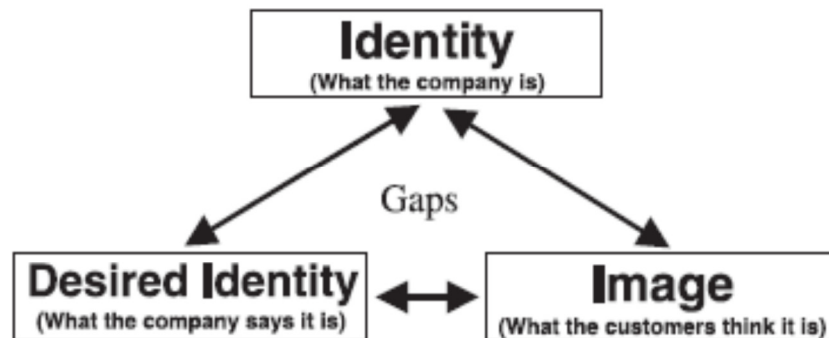 Identity
(What the company is)
Gaps
Desired Identity
(What the company says it is)
Image
(What the customers think it is)